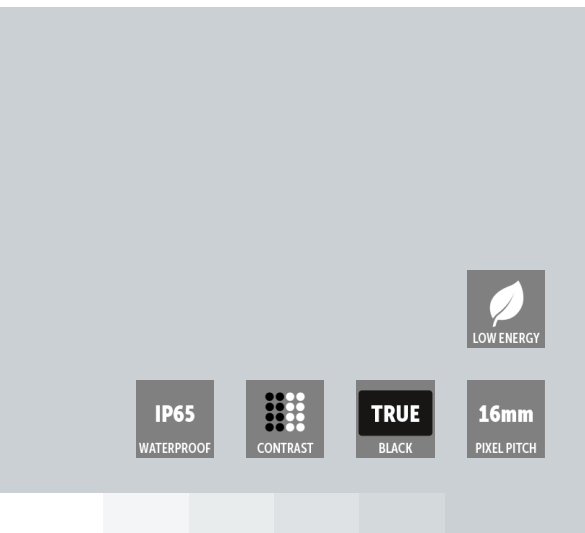 LOW ENERGY
IP65
WATERPROOF
CONTRAST
TRUE
BLACK
16mm
PIXEL PITCH